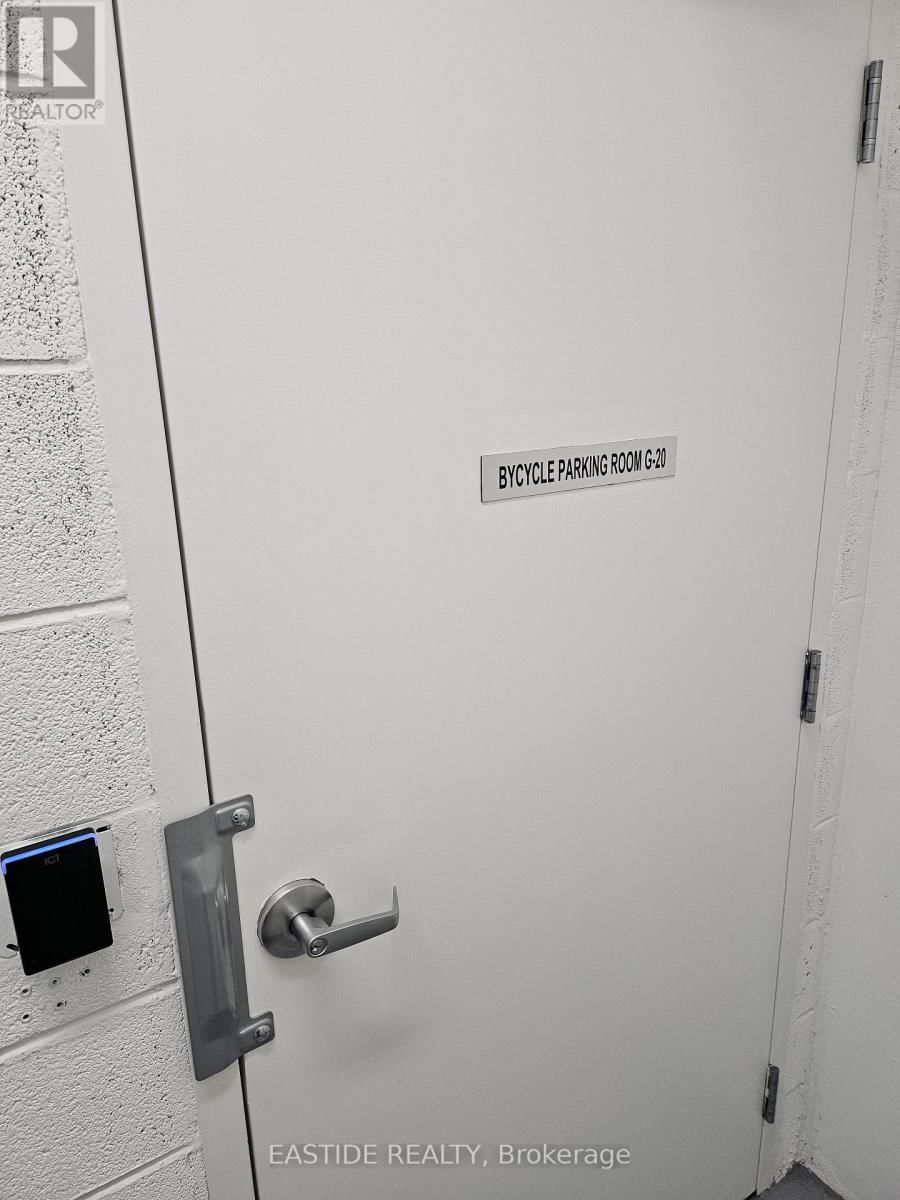 R
REALTOR®
BYCYCLE PARKING ROOM G-20
ICT
EASTIDE REALTY, Brokerage